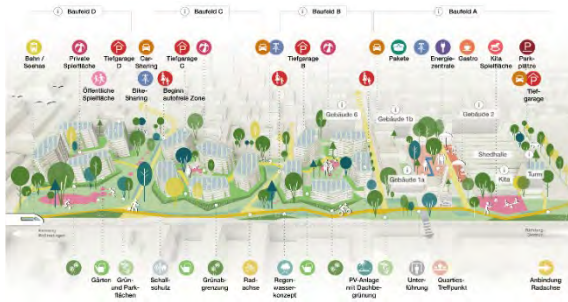 Baufeld D
Baufeld C
Baufeld B
Baufeld A
Bahn /
Private
Spielfläche
Tiefgarage
D
Car-
Sharing
Tiefgarage
C
Tiefgarage
B
Pakete
Energie-
zentrale
Gastro
Kita
Spielfläche
Park-
plätze
Öffentliche
Spielfläche
Bike-
Sharing
Beginn
autofreie Zone
Tief-
garage
Gebäude 6
Gebäude 1b
Gebäude 2
Shedhalle
Gebäude 1a
Kita
Turm
Gärten
Grün-
und Park-
flächen
Schall-
schutz
Grünab-
grenzung
Rad-
achse
Regen-
wasser-
konzept
PV-Anlage
mit Dachbe-
grünung
Unter-
führung
Quartiers-
Treffpunkt
Anbindung
Radachse